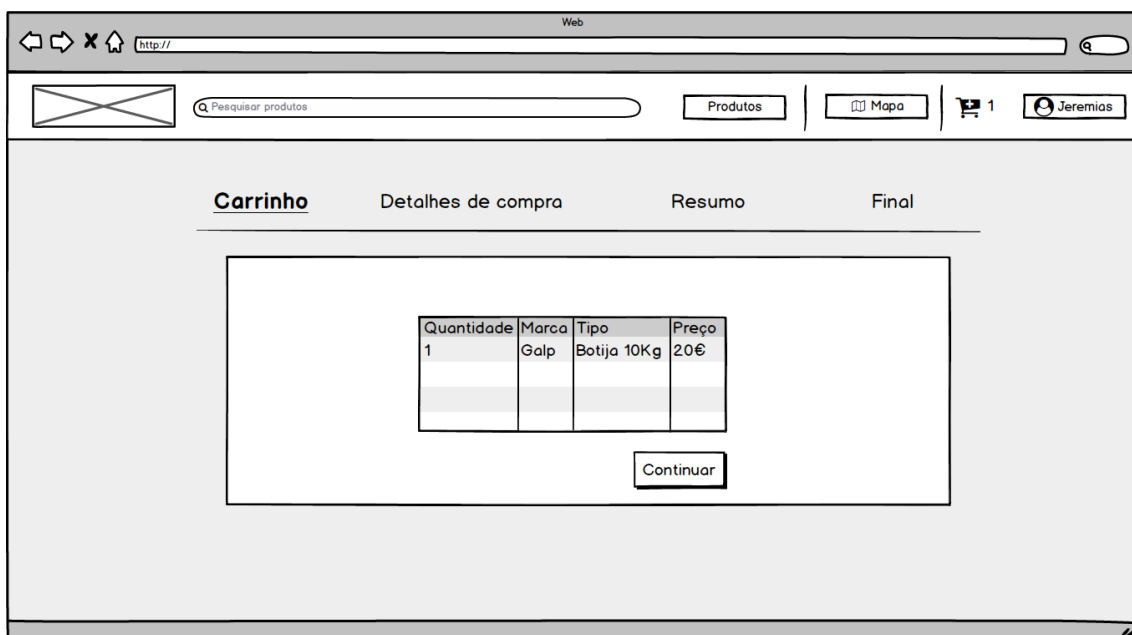 Web
http://
Pesquisar produtos
Produtos
Mapa
1
Jeremias
Carrinho
Detalhes de compra
Resumo
Final
Quantidade Marca Tipo Preço
1 Galp Botija 10Kg 20€
Continuar